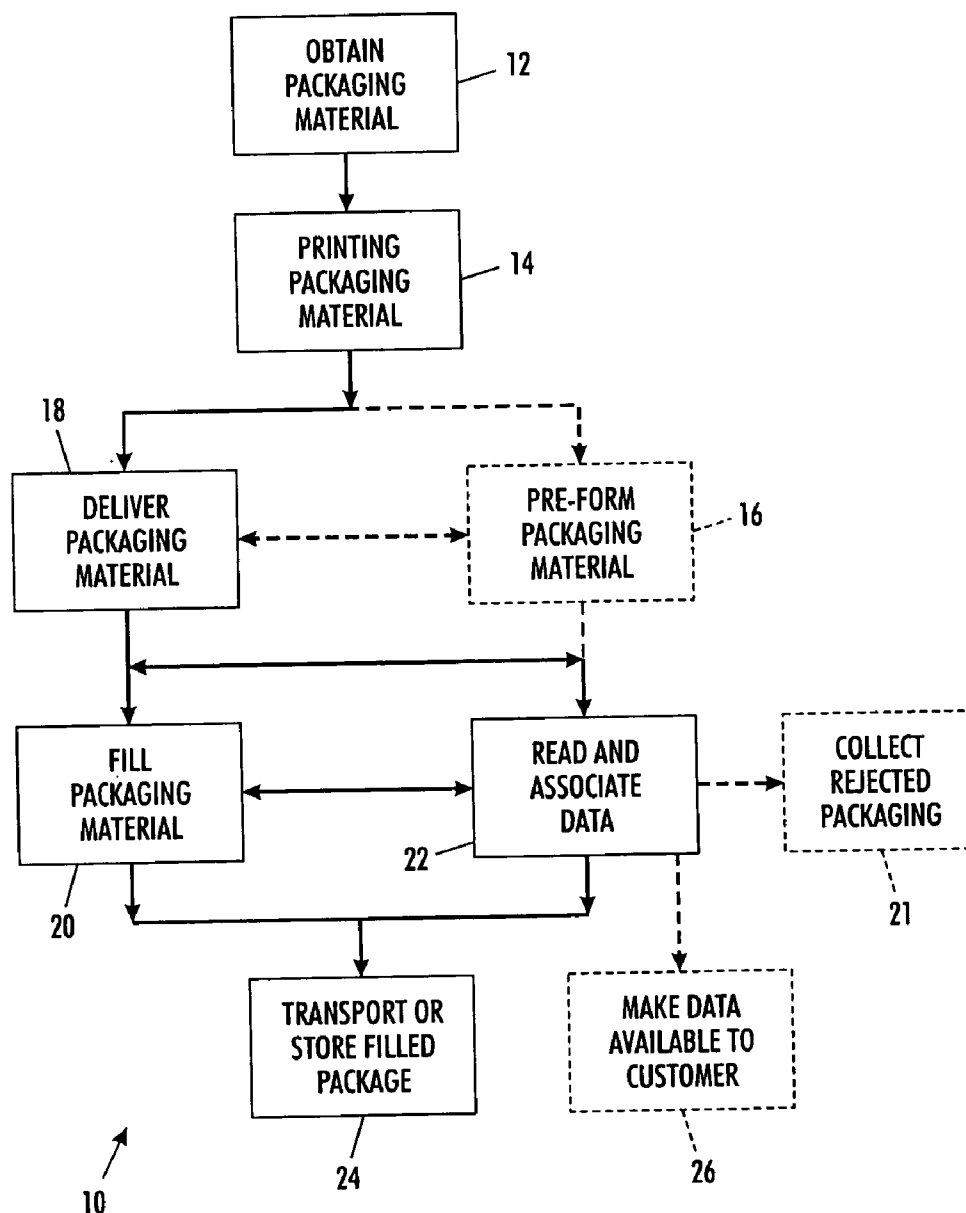 OBTAIN
PACKAGING
MATERIAL
12
PRINTING
PACKAGING
MATERIAL
14
18
DELIVER
PACKAGING
MATERIAL
PRE-FORM
PACKAGING
MATERIAL
16
FILL
PACKAGING
MATERIAL
20
READ AND
ASSOCIATE
DATA
22
COLLECT
REJECTED
PACKAGING
21
TRANSPORT OR
STORE FILLED
PACKAGE
24
MAKE DATA
AVAILABLE TO
CUSTOMER
26
10